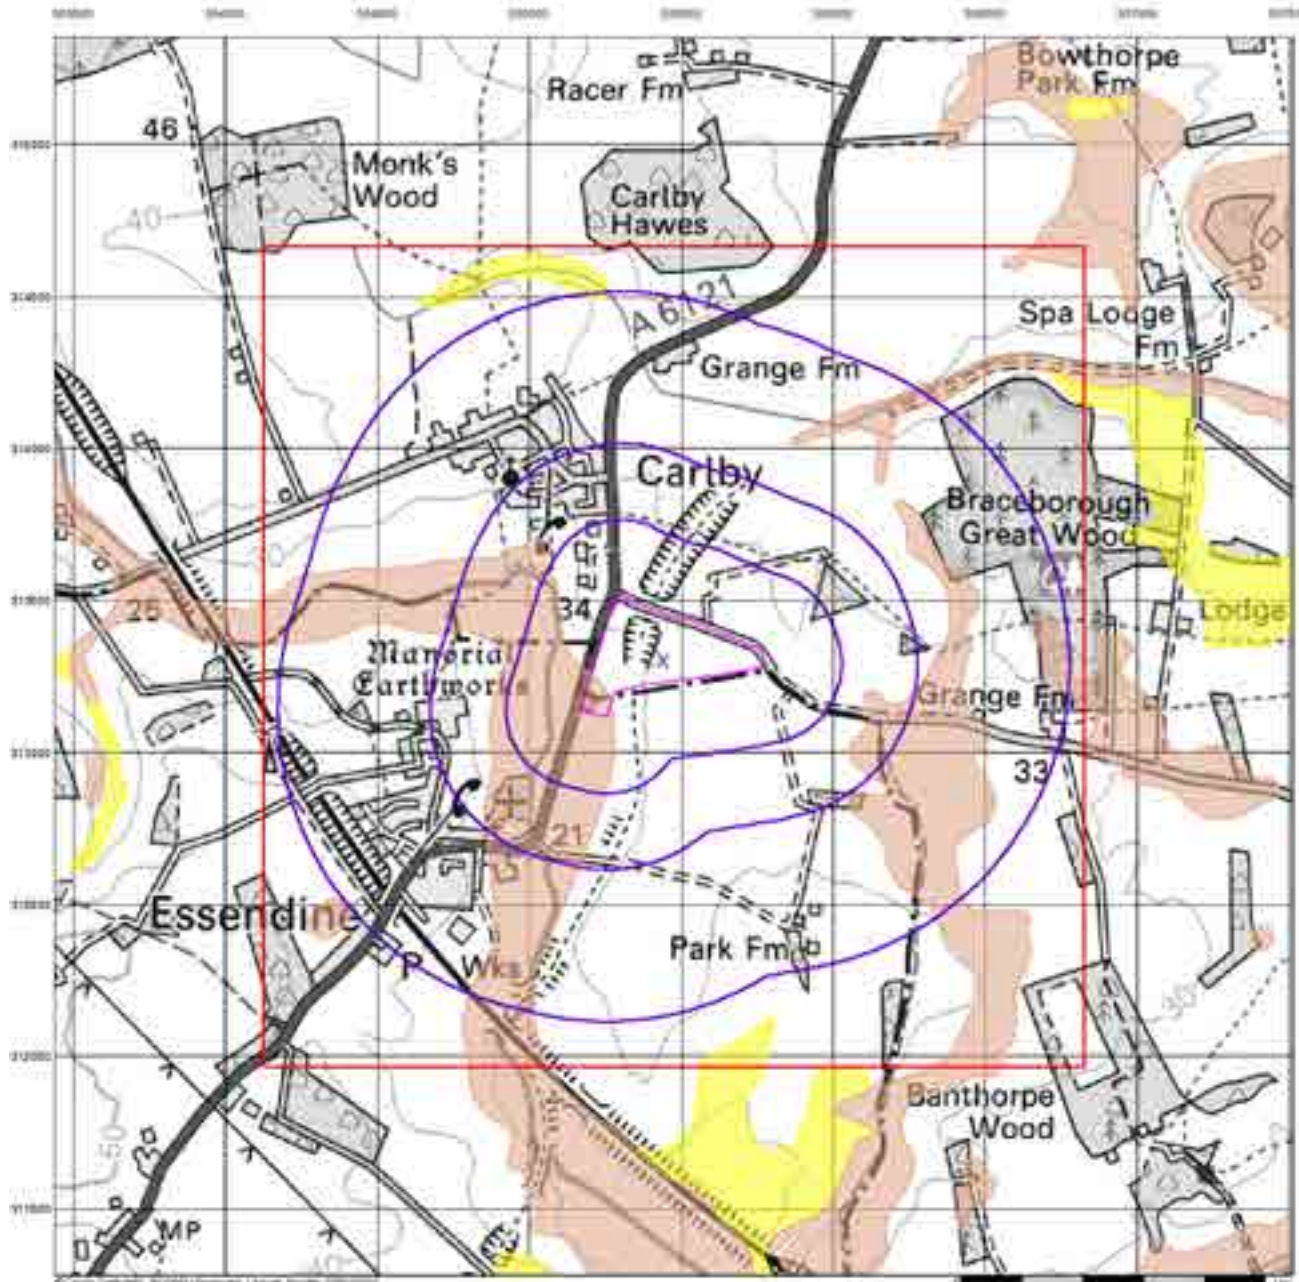 Bowthorpe
Park Fm
Racer Fm
46
Monk's
Wood
Carlby
Hawes
40
A 6121
Spa Lodge
Fm
Grange Fm
Carlby
Braceborough
Great Wood
25
34
Lodge
Manorial
Earthworks
x
Grange Fm
33
21
Essendine
P
Wks
Park Fm
30
Banthorpe
Wood
50
MP